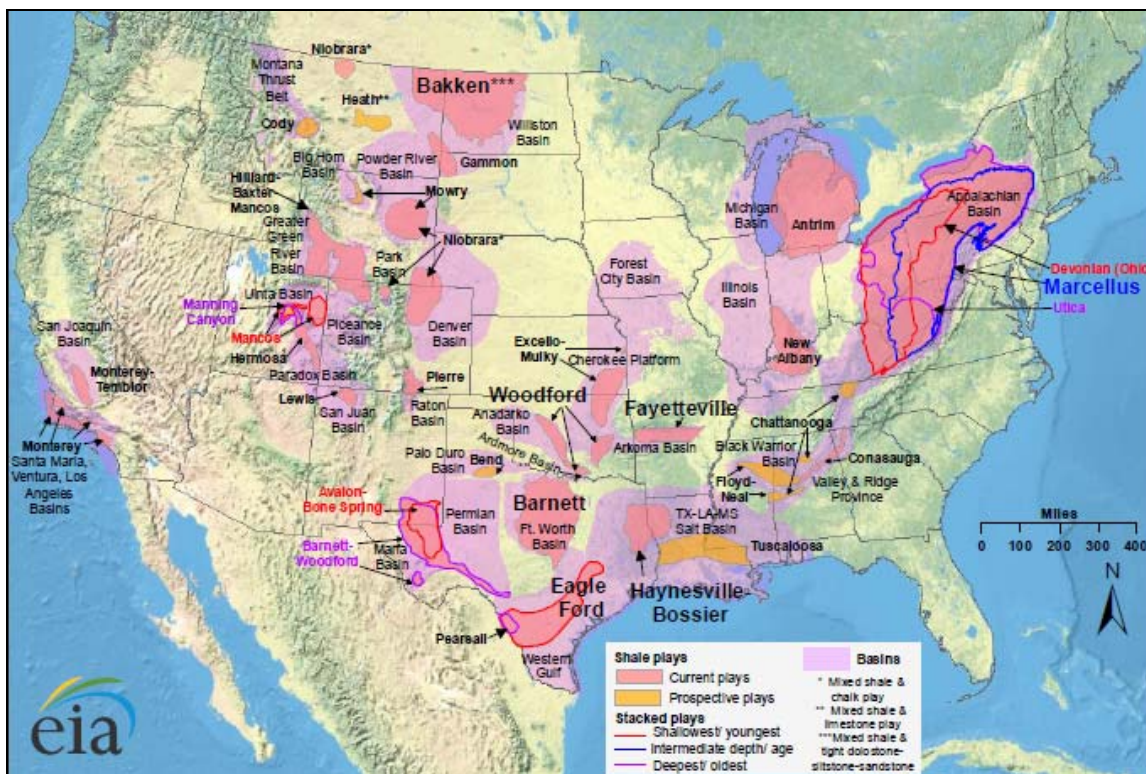 Niobrara*
Montana
Thrust
Belt
Bakken***
Heath**
Cody
Williston
Basin
Big Horn
Basin
Powder River
Basin
Gammon
Hilliard-
Baxter-
Mancos
Mowry
Greater
Green
River
Basin
Niobrara*
Park
Basin
Michigan
Basin
Antrim
Appalachian
Basin
Devonian (Ohio
Marcellus
Utica
Forest
City Basin
Illinois
Basin
Uinta Basin
Manning
Canyon
Mancos
Piceance
Basin
Denver
Basin
Hermosa
San Joaquin
Basin
Monterey-
Temblor
Paradox Basin
Lewis
San Juan
Basin
Pierre
Raton
Basin
Excello-
Mulky
Cherokee Platform
New
Albany
Woodford
Anadarko
Basin
Ardmore Basin
Fayetteville
Arkoma Basin
Chattanooga
Black Warrior
Basin
Conasauga
Floyd-
Neal
Valley & Ridge
Province
Monterey
Santa Maria,
Ventura, Los
Angeles
Basins
Palo Duro
Basin
Bend
Avalon-
Bone Spring
Permian
Basin
Barnett
Ft. Worth
Basin
TX-LA-MS
Salt Basin
Tuscaloosa
Barnett-
Woodford
Marfa
Basin
Eagle
Ford
Haynesville-
Bossier
Pearsall
Western
Gulf
Miles
0 100 200 300 400
N
Shale plays
Current plays
Prospective plays
Stacked plays
Shallowest/ youngest
Intermediate depth/ age
Deepest/ oldest
Basins
* Mixed shale &
chalk play
** Mixed shale &
limestone play
***Mixed shale &
tight dolostone-
siltstone-sandstone
eia